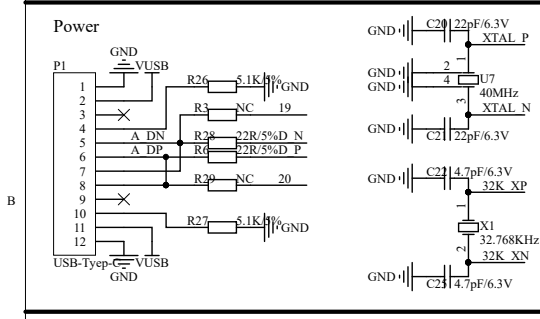 Power
GND
P1
VUSB
1
2
3
4
5
6
7
8
9
10
11
12
USB-Tyep-C
GND
VUSB
A_DN
A_DP
R26 5.1K/5% GND
R3 NC 19
R28 22R/5% D_N
R6 22R/5% D_P
R29 NC 20
R27 5.1K/5% GND
B
GND C20 22pF/6.3V
XTAL_P
1
GND 2
GND 4
U7
40MHz
3
XTAL_N
GND C21 22pF/6.3V
GND C22 4.7pF/6.3V
32K_XP
1
X1
32.768KHz
2
32K_XN
GND C25 4.7pF/6.3V